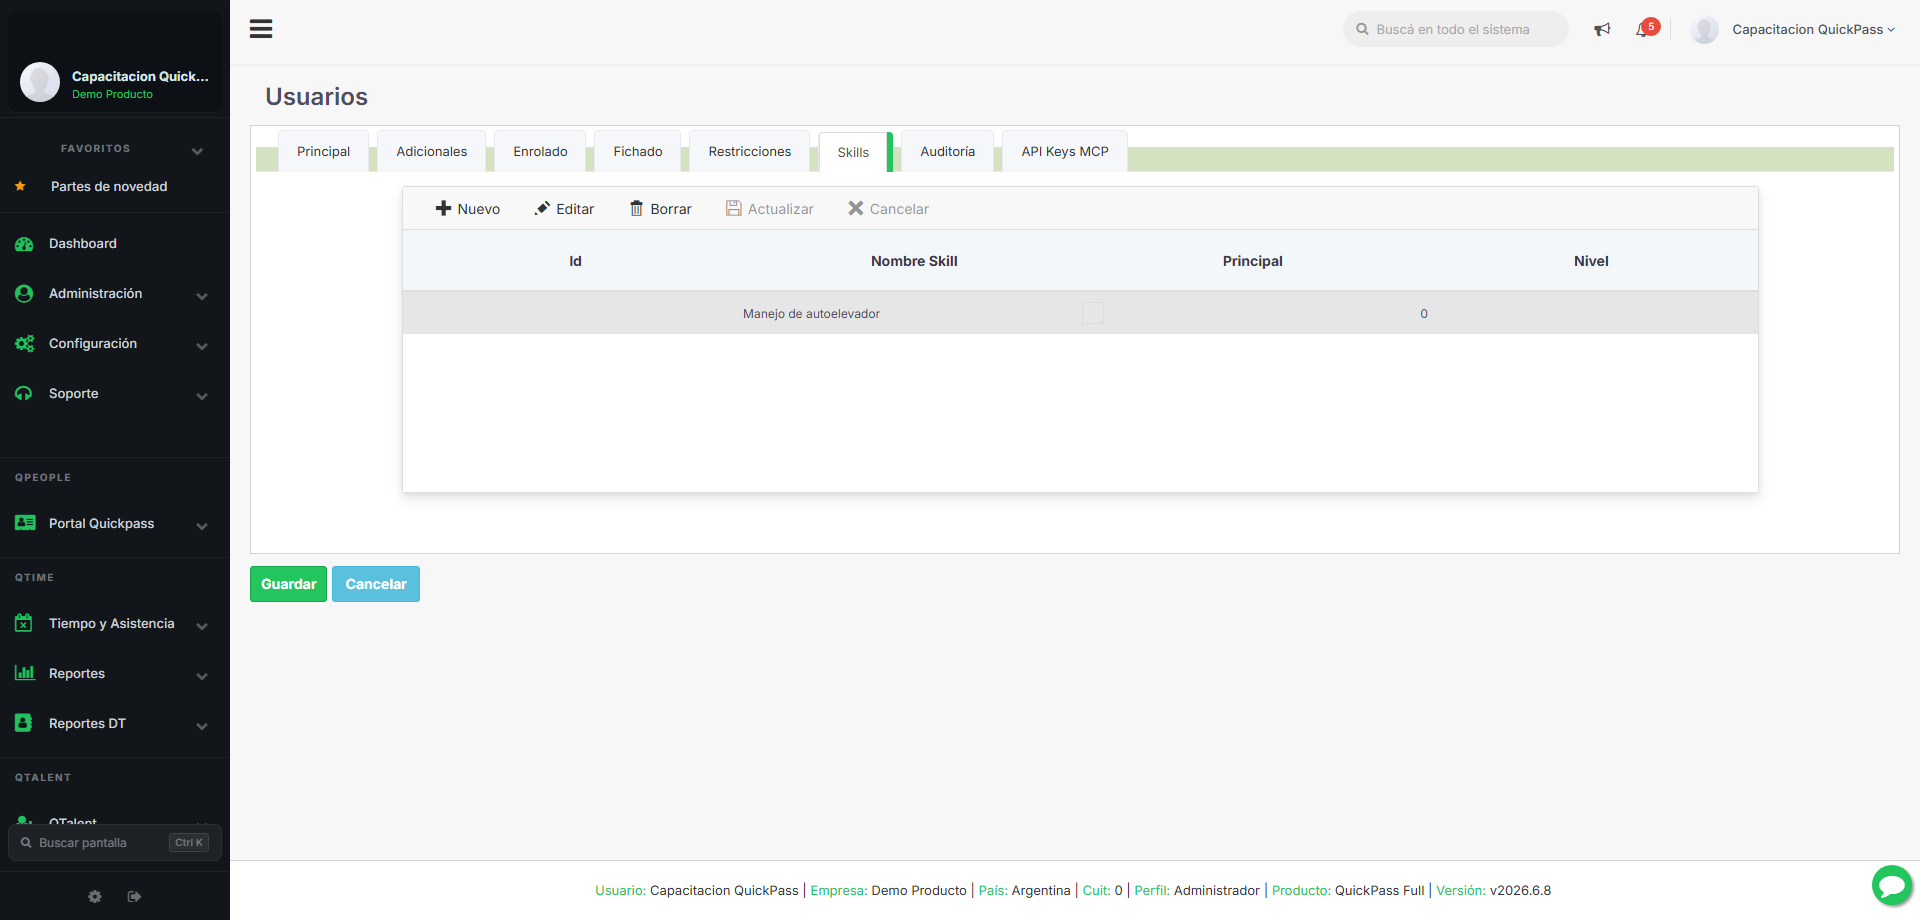 Capacitacion Quick...
Demo Producto
FAVORITOS
Partes de novedad
Dashboard
Administración
Configuración
Soporte
QPEOPLE
Portal Quickpass
QTIME
Tiempo y Asistencia
Reportes
Reportes DT
QTALENT
QTalent
Buscar pantalla
Ctrl K
Buscá en todo el sistema
5
Capacitacion QuickPass
Usuarios
Principal
Adicionales
Enrolado
Fichado
Restricciones
Skills
Auditoría
API Keys MCP
Nuevo
Editar
Borrar
Actualizar
Cancelar
Id
Nombre Skill
Principal
Nivel
Manejo de autoelevador
0
Guardar
Cancelar
Usuario: Capacitacion QuickPass | Empresa: Demo Producto | País: Argentina | Cuit: 0 | Perfil: Administrador | Producto: QuickPass Full | Versión: v2026.6.8